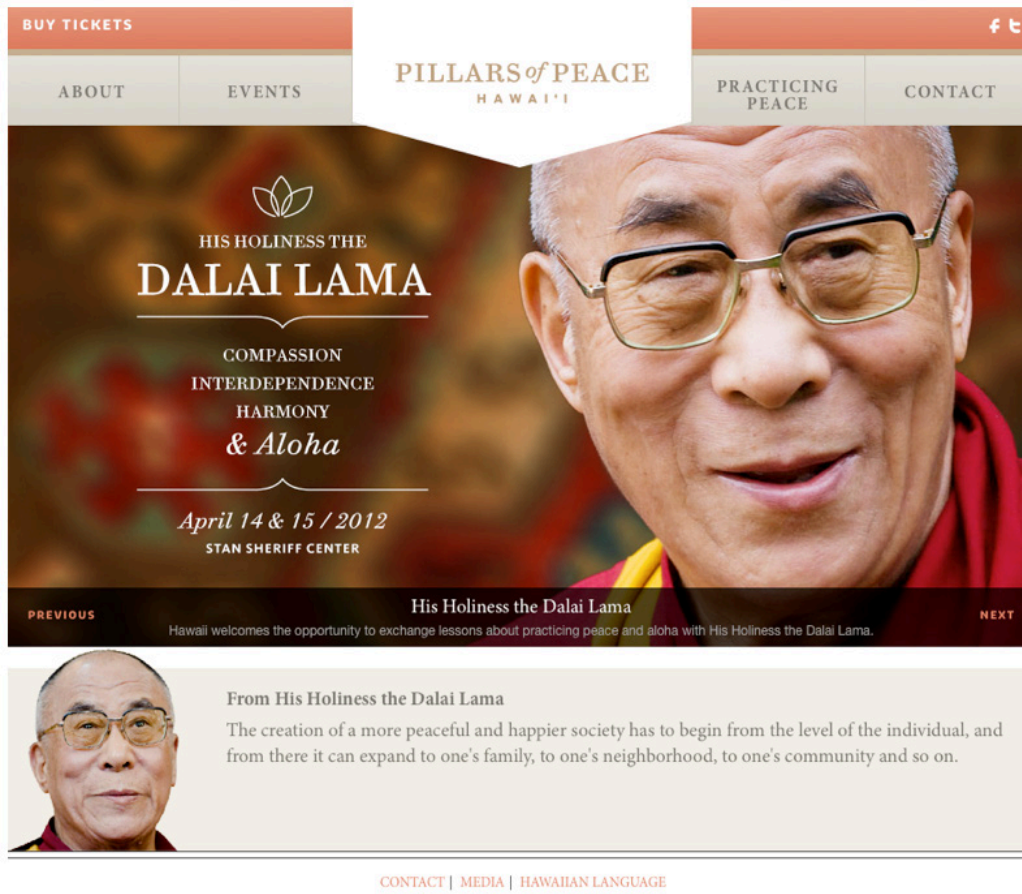 BUY TICKETS
ABOUT
EVENTS
PILLARS of PEACE
HAWAI'I
PRACTICING
PEACE
CONTACT
HIS HOLINESS THE
DALAI LAMA
COMPASSION
INTERDEPENDENCE
HARMONY
& Aloha
April 14 & 15 / 2012
STAN SHERIFF CENTER
PREVIOUS
His Holiness the Dalai Lama
NEXT
Hawaii welcomes the opportunity to exchange lessons about practicing peace and aloha with His Holiness the Dalai Lama.
From His Holiness the Dalai Lama
The creation of a more peaceful and happier society has to begin from the level of the individual, and
from there it can expand to one's family, to one's neighborhood, to one's community and so on.
CONTACT | MEDIA | HAWAIIAN LANGUAGE